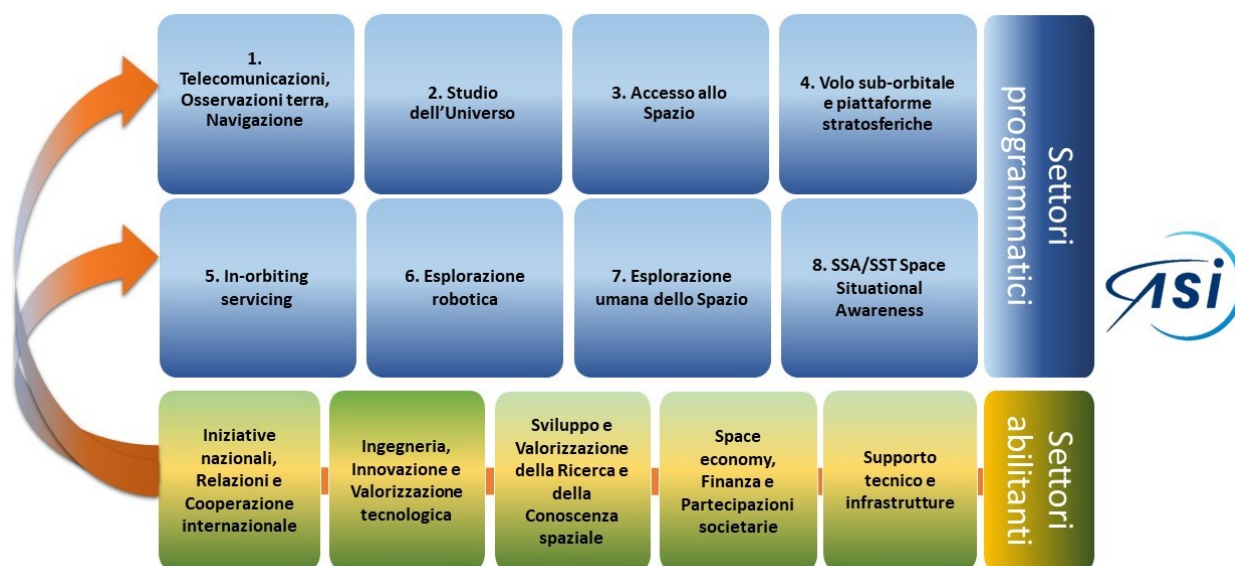 1.
Telecomunicazioni,
Osservazioni terra,
Navigazione
2. Studio
dell'Universo
3. Accesso allo
Spazio
4. Volo sub-orbitale
e piattaforme
stratosferiche
5. In-orbiting
servicing
6. Esplorazione
robotica
7. Esplorazione
umana dello Spazio
8. SSA/SST Space
Situational
Awareness
Settori
programmatici
asi
Iniziative
nazionali,
Relazioni e
Cooperazione
internazionale
Ingegneria,
Innovazione e
Valorizzazione
tecnologica
Sviluppo e
Valorizzazione
della Ricerca e
della
Conoscenza
spaziale
Space
economy,
Finanza e
Partecipazioni
societarie
Supporto
tecnico e
infrastrutture
Settori
abilitanti